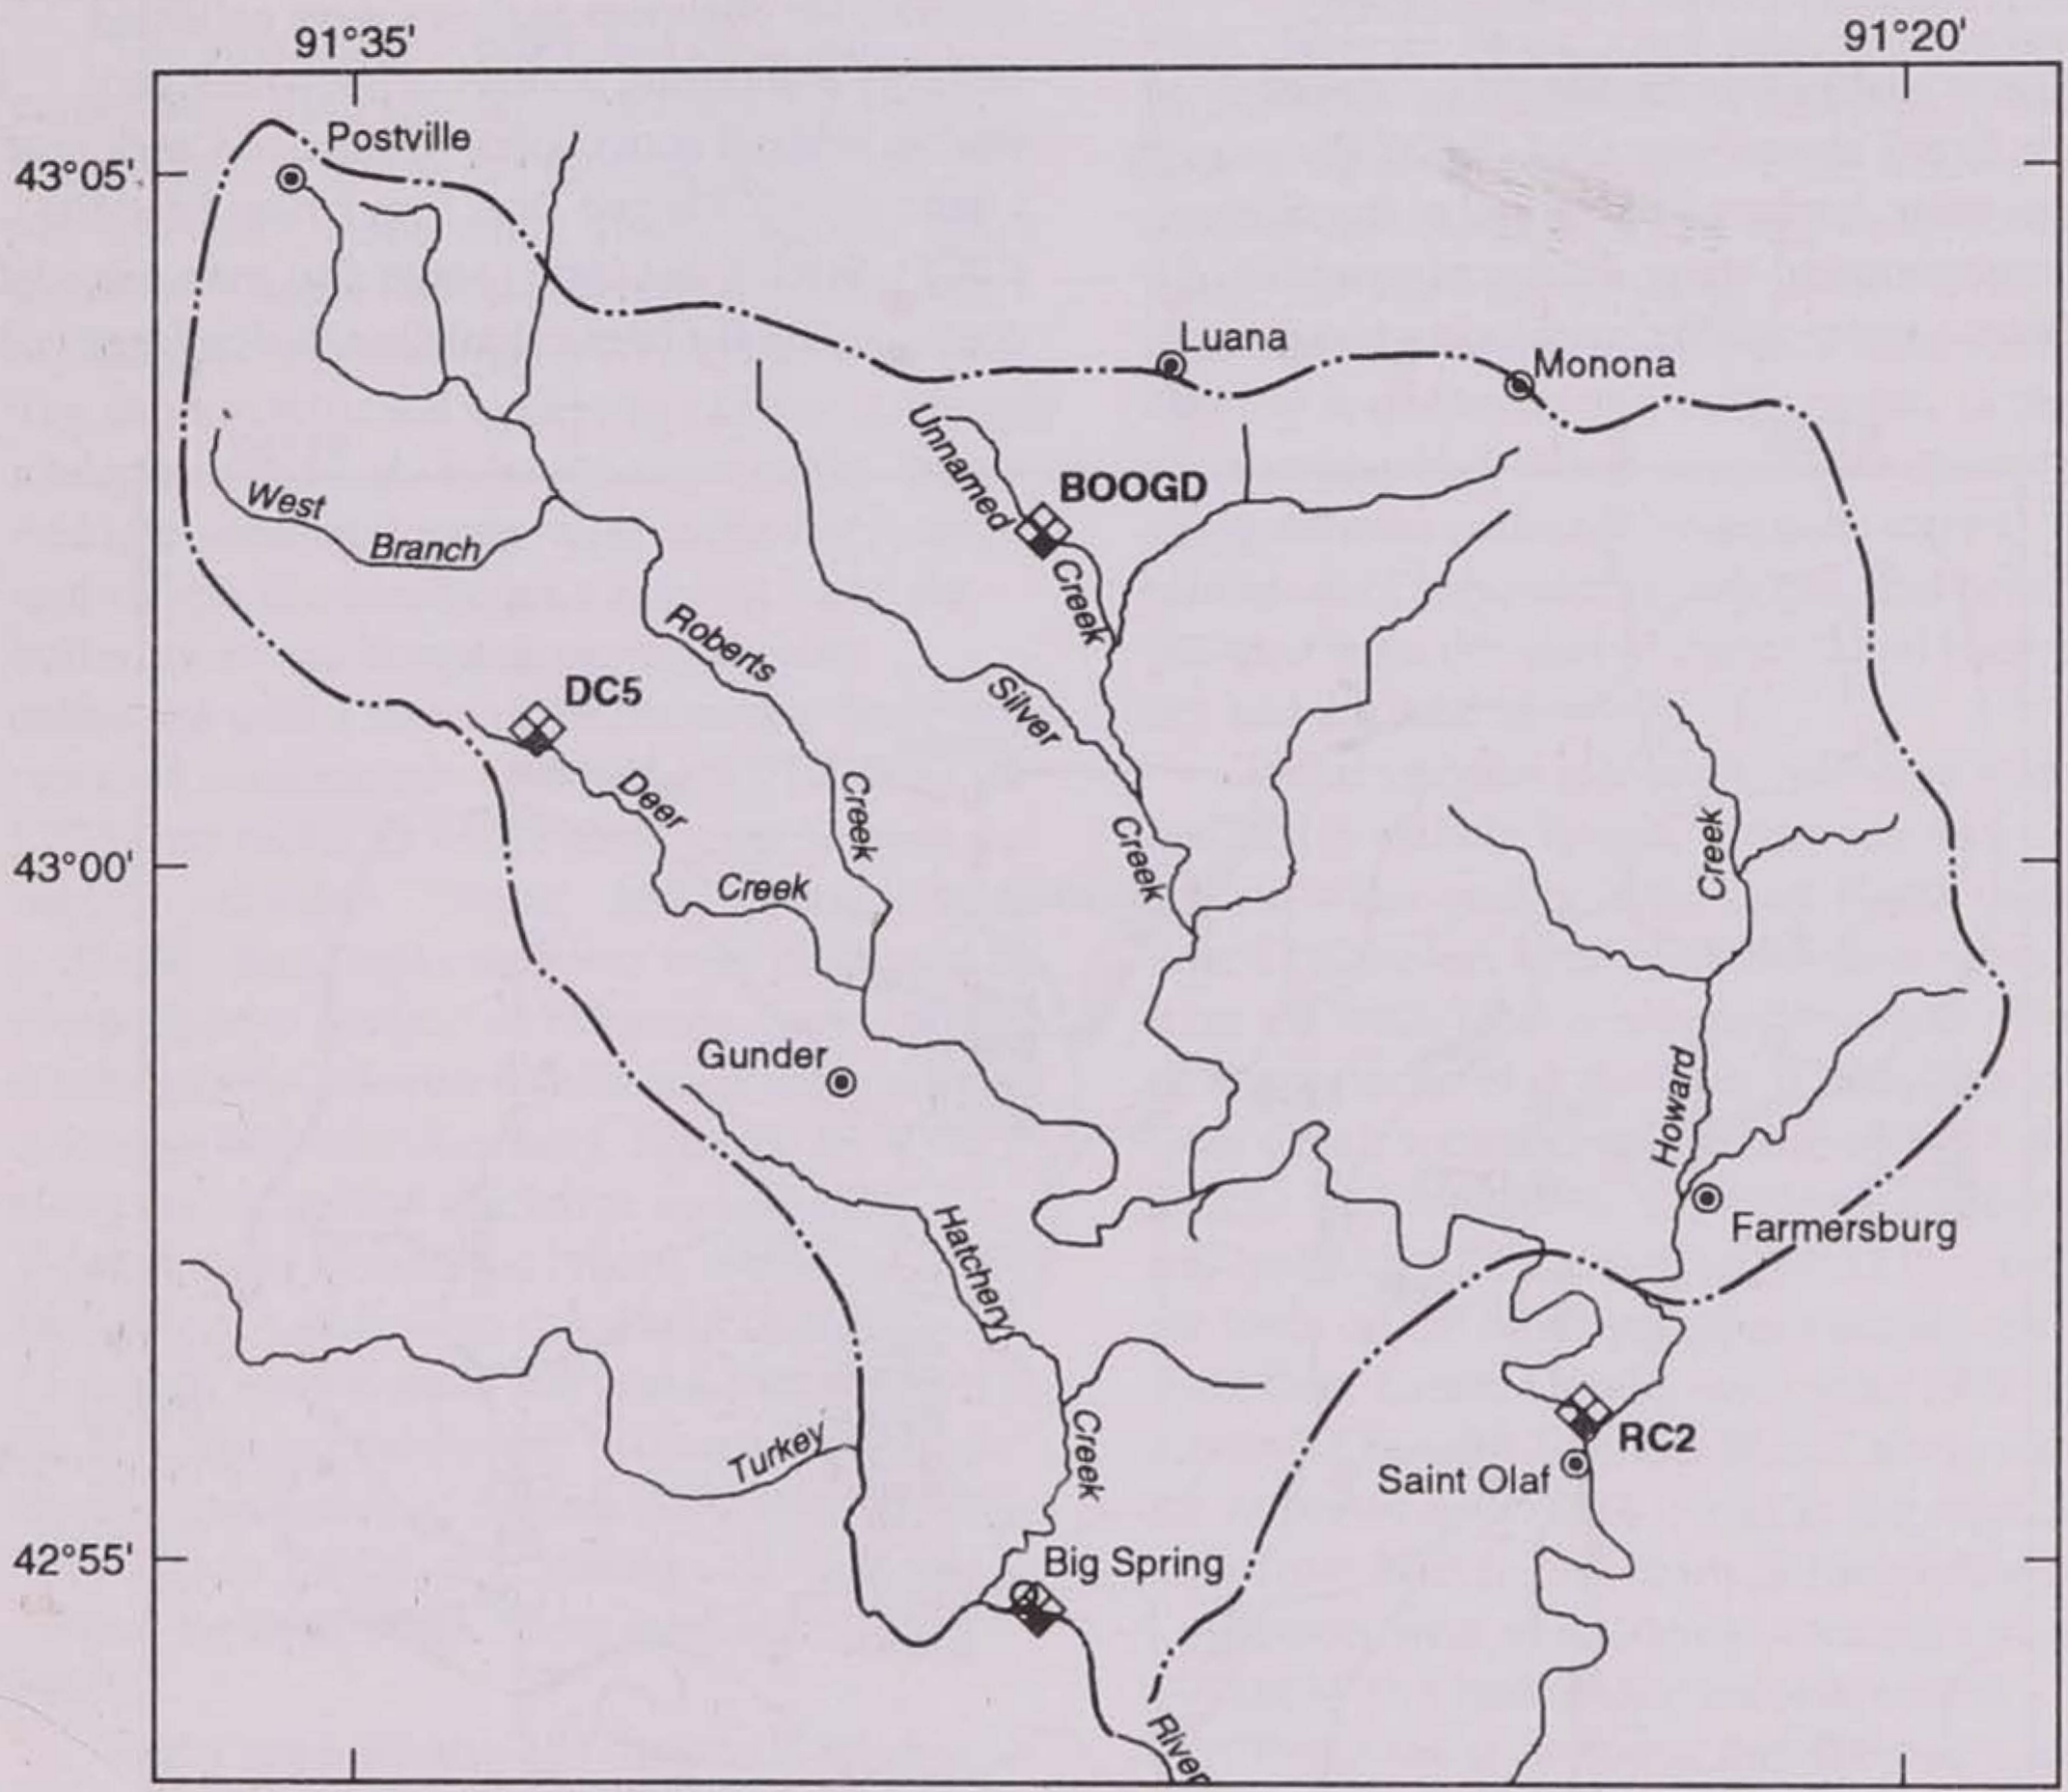 91°35'
91°20'
Postville
43°05'
Luana
Monona
Unnamed
Creek
BOOGD
West
Branch
Roberts
Creek
DC5
Silver
Creek
Deer
Creek
43°00'
Creek
Howard
Gunder
Farmersburg
Hatchery
Creek
Turkey
River
RC2
Saint Olaf
42°55'
Big Spring